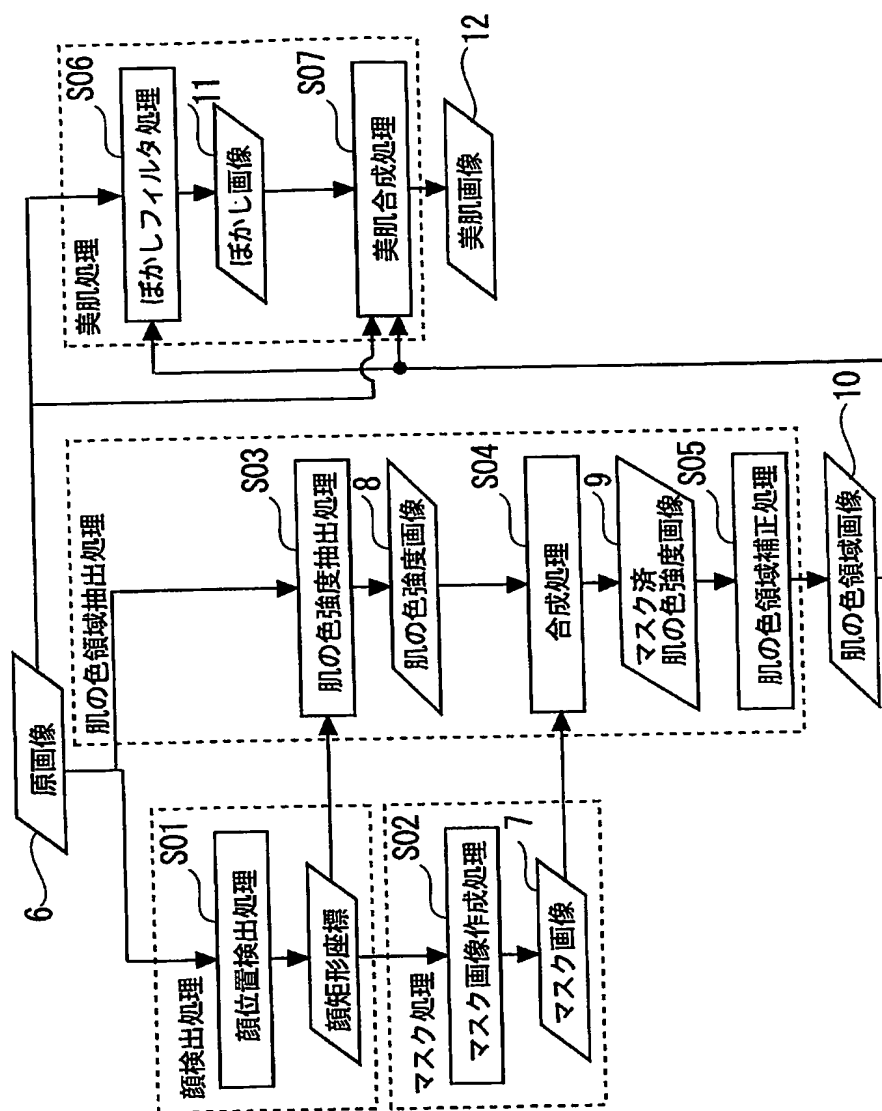 原画像
6
顔検出処理
顔位置検出処理
S01
顔矩形座標
マスク処理
マスク画像作成処理
S02
マスク画像
7
肌の色領域抽出処理
肌の色強度抽出処理
S03
肌の色強度画像
8
合成処理
S04
マスク済
肌の色強度画像
9
肌の色領域補正処理
S05
肌の色領域画像
10
美肌処理
ぼかしフィルタ処理
S06
ぼかし画像
11
美肌合成処理
S07
美肌画像
12